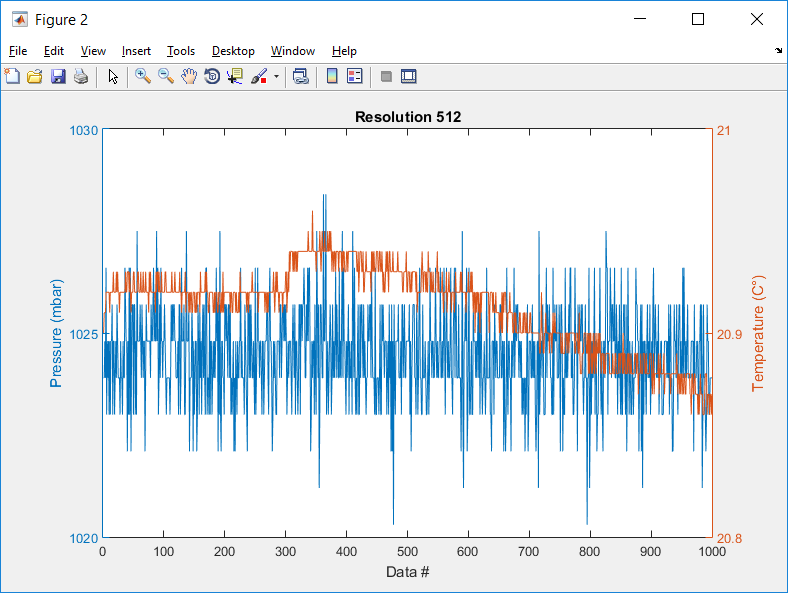 Figure 2
File Edit View Insert Tools Desktop Window Help
Resolution 512
1030
1025
1020
Pressure (mbar)
21
20.9
20.8
Temperature (C°)
0 100 200 300 400 500 600 700 800 900 1000
Data #